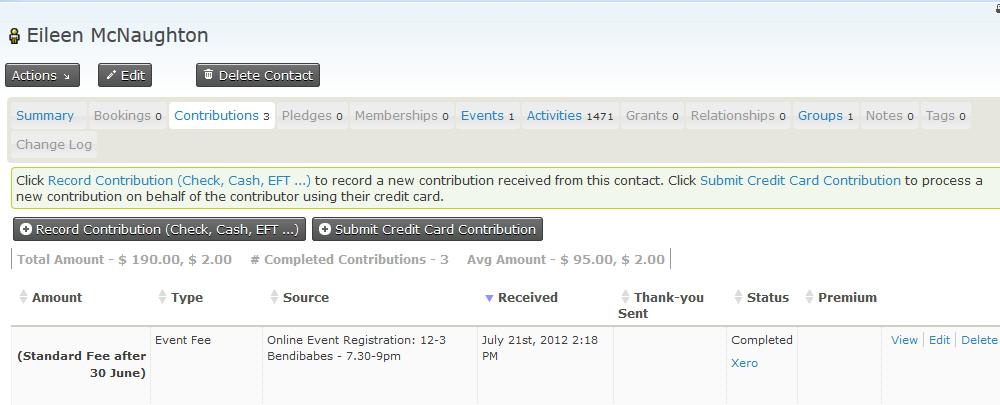 Eileen McNaughton
Actions Edit Delete Contact
Summary Bookings 0 Contributions 3 Pledges 0 Memberships 0 Events 1 Activities 1471 Grants 0 Relationships 0 Groups 1 Notes 0 Tags 0
Change Log
Click Record Contribution (Check, Cash, EFT ...) to record a new contribution received from this contact. Click Submit Credit Card Contribution to process a
new contribution on behalf of the contributor using their credit card.
Record Contribution (Check, Cash, EFT ...) Submit Credit Card Contribution
Total Amount - $ 190.00, $ 2.00 # Completed Contributions - 3 Avg Amount - $ 95.00, $ 2.00
Amount Type Source Received Thank-you Status Premium
Sent
Event Fee Online Event Registration: 12-3 July 21st, 2012 2:18 Completed View Edit Delete
(Standard Fee after Bendibabes - 7.30-9pm PM Xero
30 June)